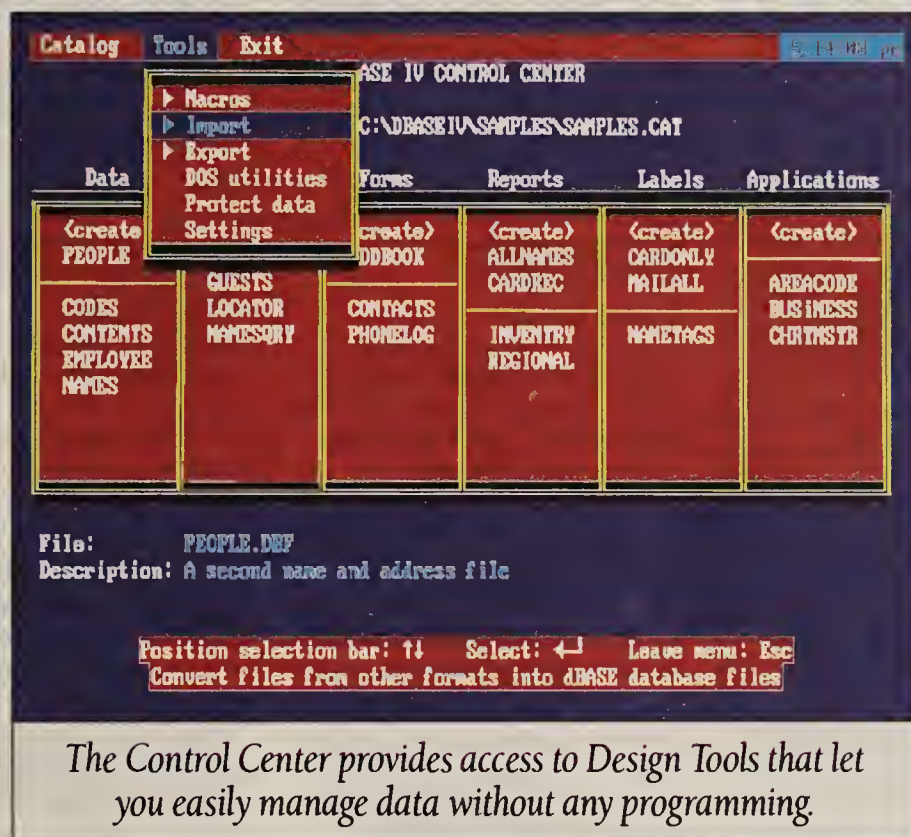 Catalog Tools Exit
ASE IV CONTROL CENTER
Macros
Import C:\DBASEIV\SAMPLES\SAMPLES.CAT
Export
Data DOS utilities Forms Reports Labels Applications
Protect data
<create Settings create> <create> <create> <create>
PEOPLE DDBOOK ALLNAMES CARDONLY
GUESTS CARDREC MAILALL AREACODE
CODES LOCATOR CONTACTS BUSINESS
CONTENTS NAMESQRY PHONELOG INVENTRY NAMETAGS CHRTMSTR
EMPLOYEE REGIONAL
NAMES
File: PEOPLE.DBF
Description: A second name and address file
Position selection bar: ↑↓ Select: ↵ Leave menu: Esc
Convert files from other formats into dBASE database files
The Control Center provides access to Design Tools that let
you easily manage data without any programming.